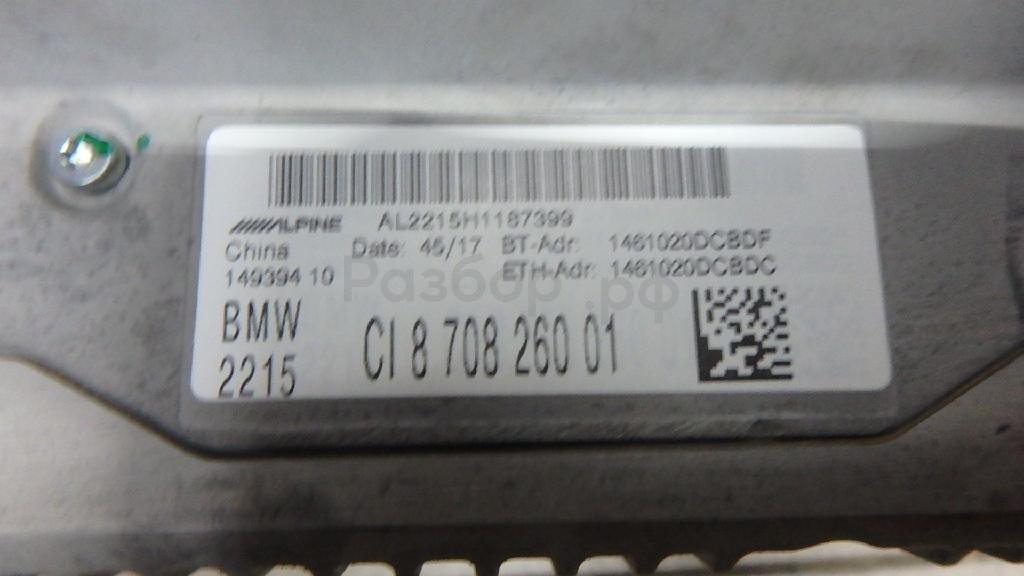 ALPINE AL2215H1187399
China Date: 45/17 BT-Adr: 1461020DCBDF
149394 10 ETH-Adr: 1461020DCBDC
Разбор.рф
BMW CI 8 708 260 01
2215